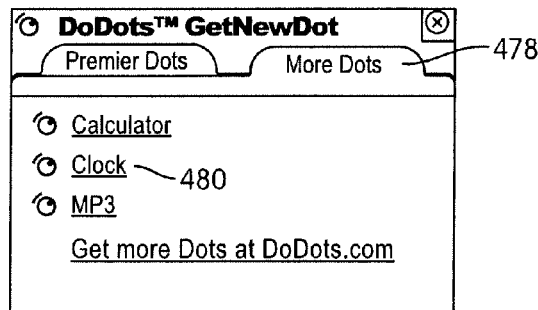 DoDots™ GetNewDot
Premier Dots
More Dots
478
Calculator
Clock
480
MP3
Get more Dots at DoDots.com